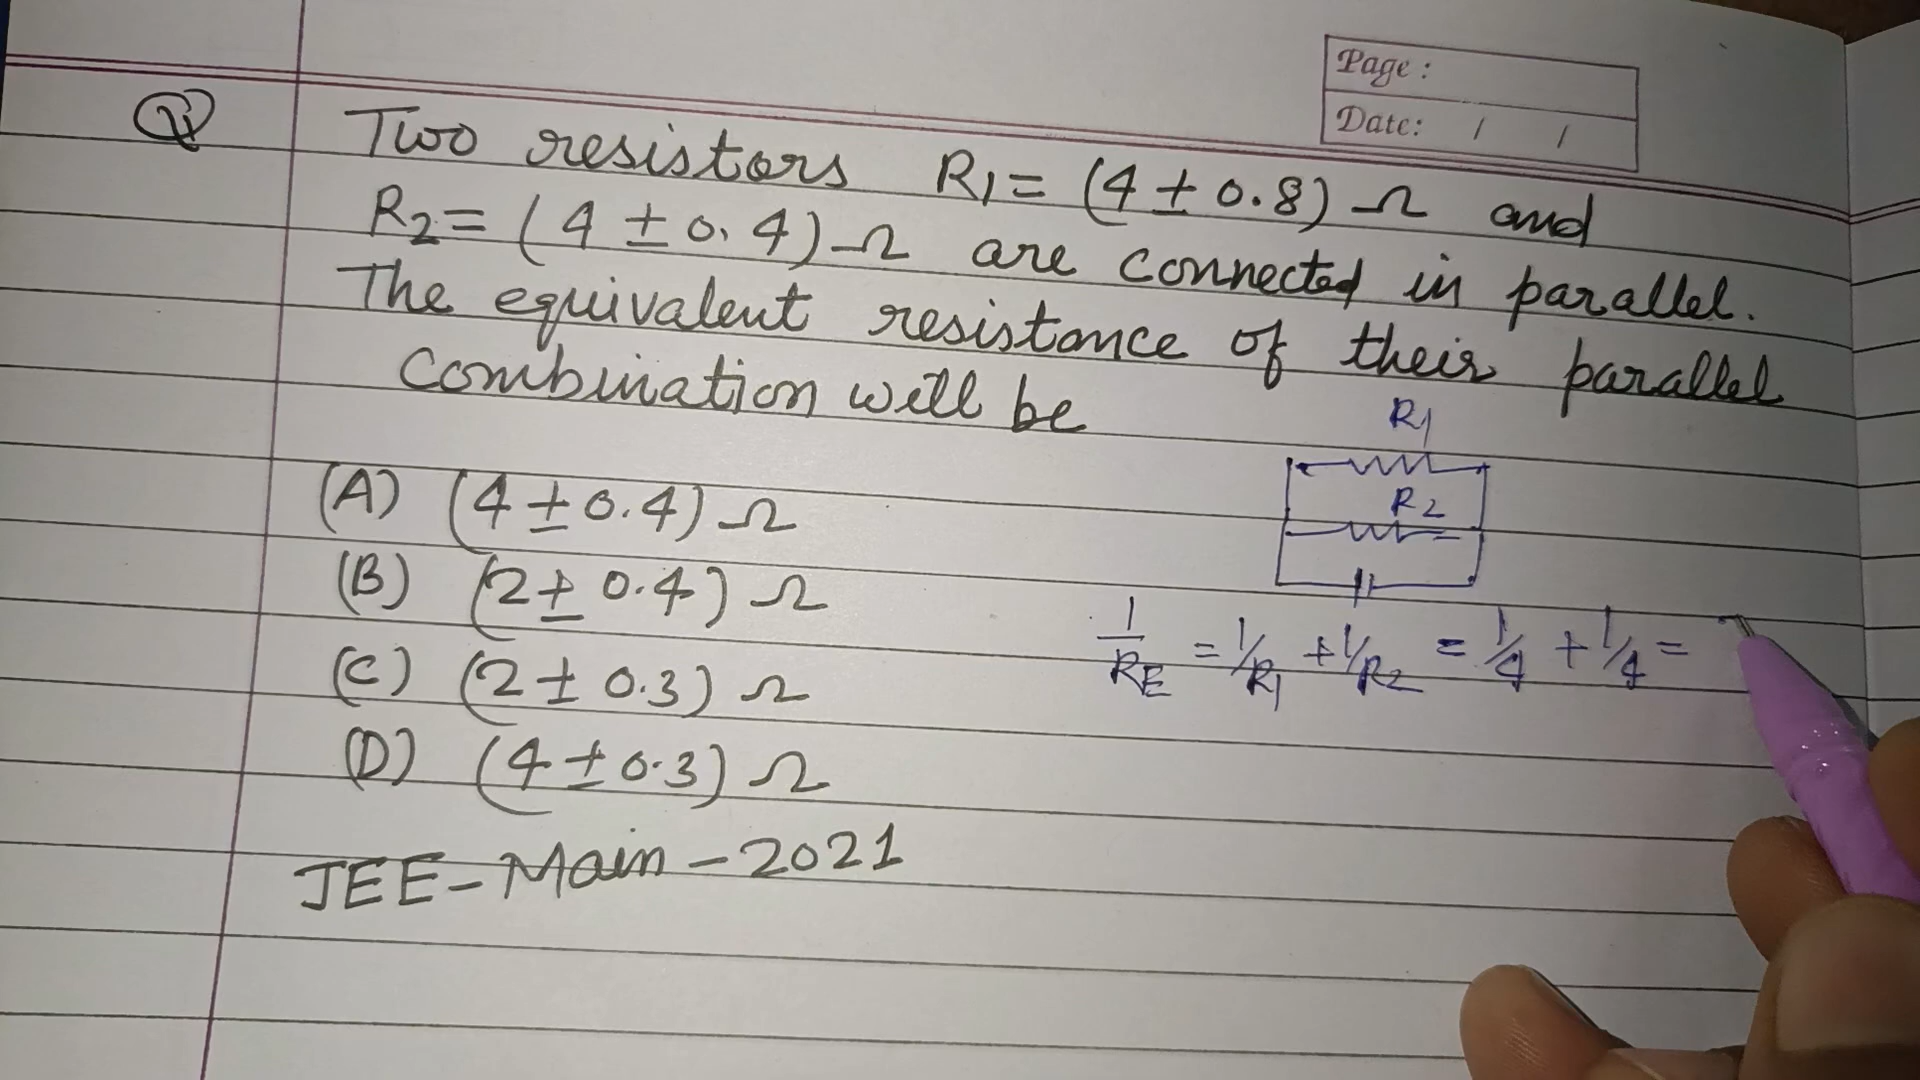 Page :
Date: / /
Q Two resistors R1 = (4 ± 0.8) Ω and
R2 = (4 ± 0.4) Ω are connected in parallel.
The equivalent resistance of their parallel
Combination will be
R1
R2
(A) (4 ± 0.4) Ω
(B) (2 ± 0.4) Ω
(C) (2 ± 0.3) Ω
(D) (4 ± 0.3) Ω
1/RE = 1/R1 + 1/R2 = 1/4 + 1/4 =
JEE - Main - 2021